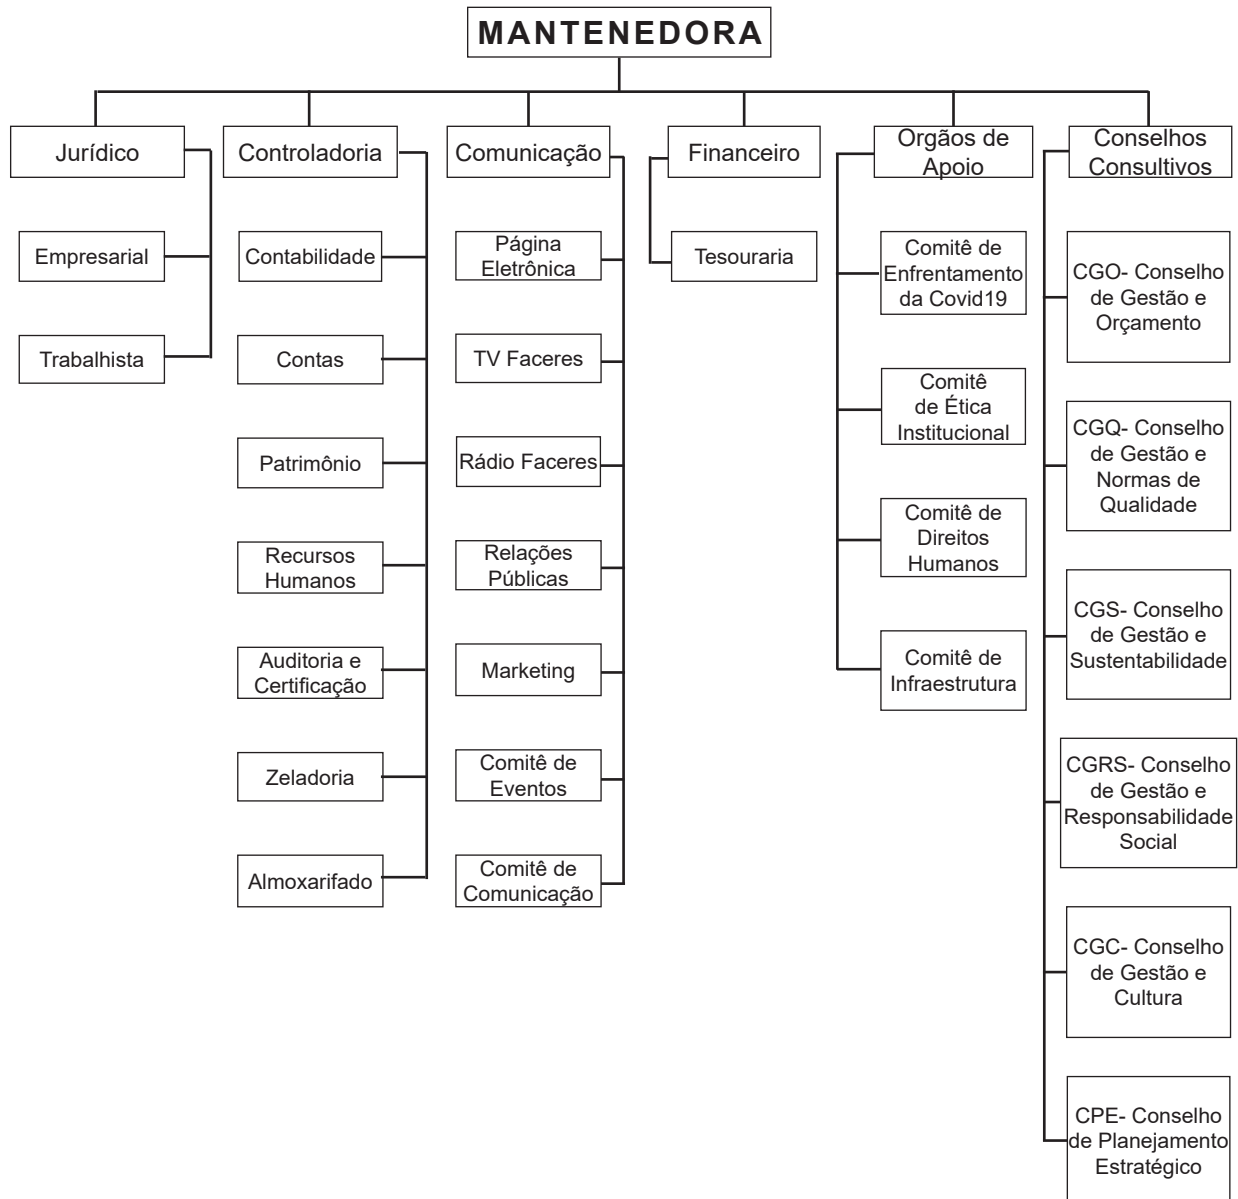 MANTENEDORA
Jurídico
Empresarial
Trabalhista
Controladoria
Contabilidade
Contas
Patrimônio
Recursos
Humanos
Auditoria e
Certificação
Zeladoria
Almoxarifado
Comunicação
Página
Eletrônica
TV Faceres
Rádio Faceres
Relações
Públicas
Marketing
Comitê de
Eventos
Comitê de
Comunicação
Financeiro
Tesouraria
Orgãos de
Apoio
Comitê de
Enfrentamento
da Covid19
Comitê
de Ética
Institucional
Comitê de
Direitos
Humanos
Comitê de
Infraestrutura
Conselhos
Consultivos
CGO- Conselho
de Gestão e
Orçamento
CGQ- Conselho
de Gestão e
Normas de
Qualidade
CGS- Conselho
de Gestão e
Sustentabilidade
CGRS- Conselho
de Gestão e
Responsabilidade
Social
CGC- Conselho
de Gestão e
Cultura
CPE- Conselho
de Planejamento
Estratégico